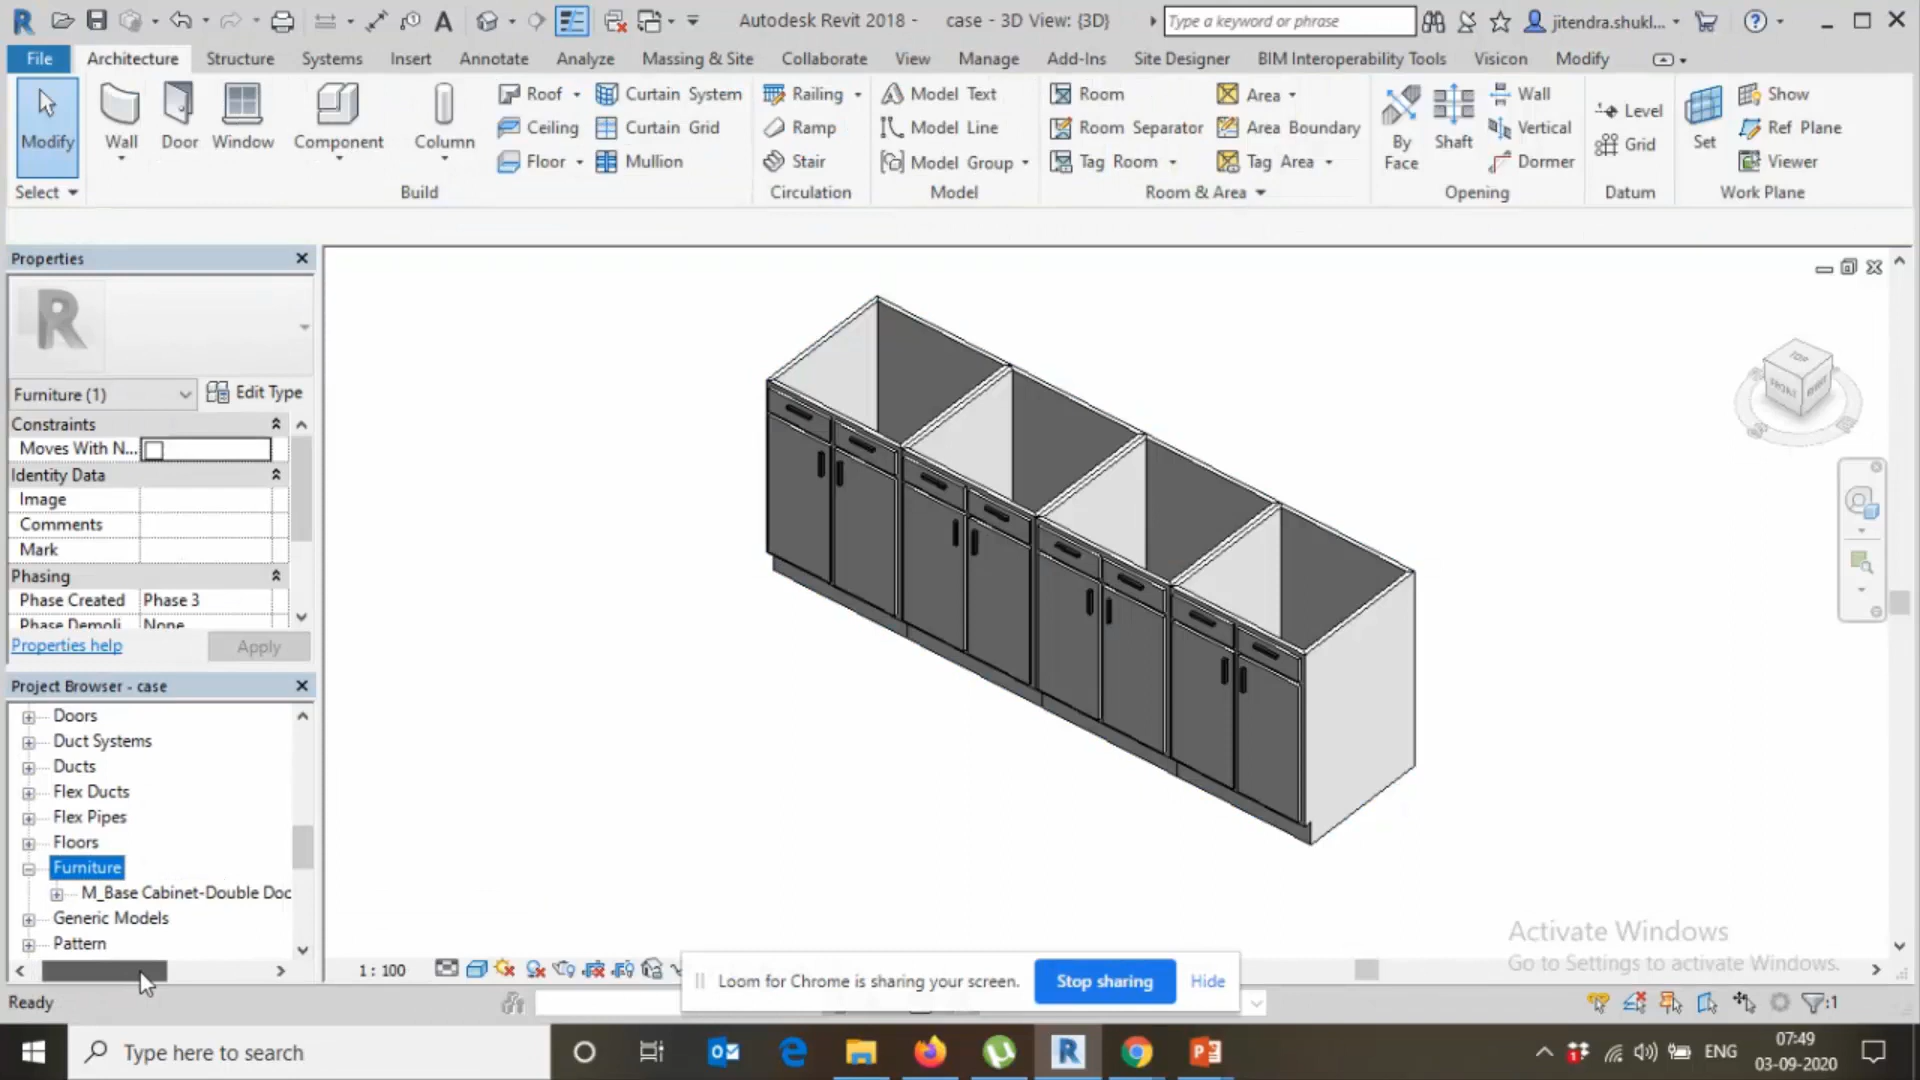 Autodesk Revit 2018 - case - 3D View: {3D}
Type a keyword or phrase
jitendra.shukl...
File Architecture Structure Systems Insert Annotate Analyze Massing & Site Collaborate View Manage Add-Ins Site Designer BIM Interoperability Tools Visicon Modify
Modify
Wall
Door
Window
Component
Column
Roof
Ceiling
Floor
Curtain System
Curtain Grid
Mullion
Railing
Ramp
Stair
Model Text
Model Line
Model Group
Room
Room Separator
Tag Room
Area
Area Boundary
Tag Area
By
Face
Shaft
Wall
Vertical
Dormer
Level
Grid
Set
Show
Ref Plane
Viewer
Select Build Circulation Model Room & Area Opening Datum Work Plane
Properties
Furniture (1) Edit Type
Constraints
Moves With N...
Identity Data
Image
Comments
Mark
Phasing
Phase Created Phase 3
Phase Demoli None
Properties help Apply
Project Browser - case
Doors
Duct Systems
Ducts
Flex Ducts
Flex Pipes
Floors
Furniture
M_Base Cabinet-Double Doc
Generic Models
Pattern
TOP
FRONT
1 : 100
Loom for Chrome is sharing your screen. Stop sharing Hide
Activate Windows
Go to Settings to activate Windows.
Ready
:1
Type here to search
ENG
07:49
03-09-2020